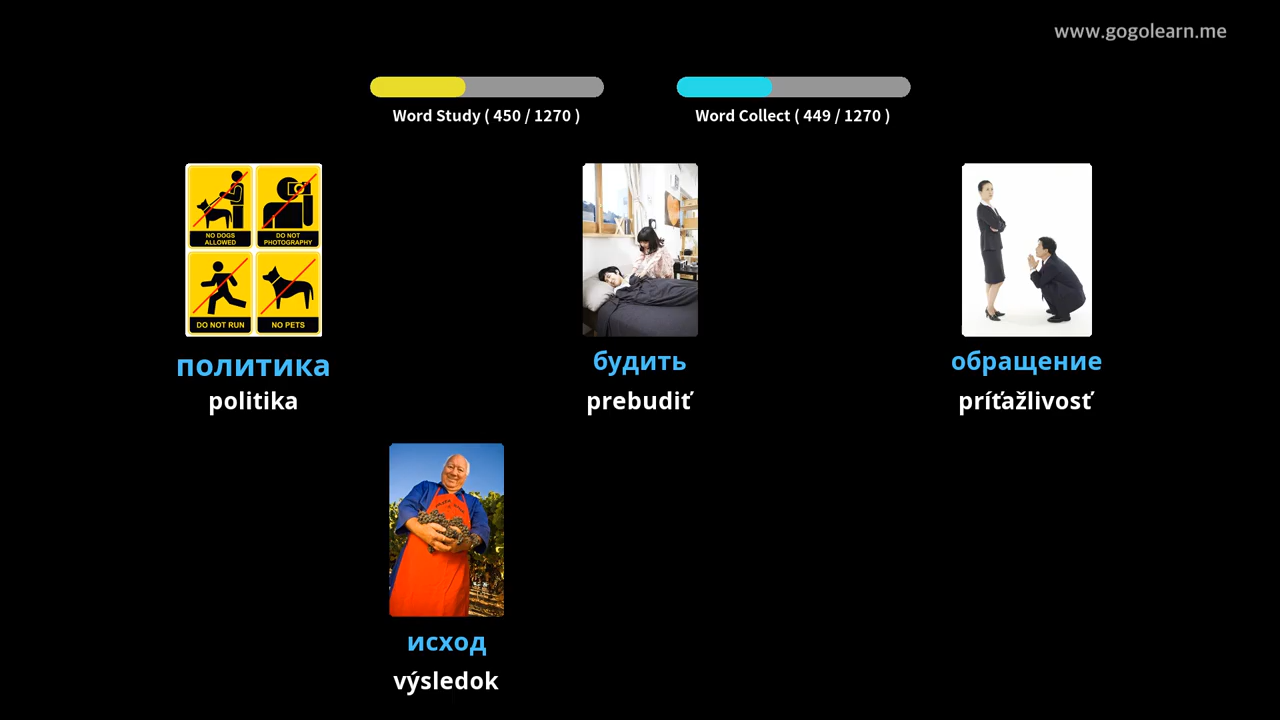 www.gogolearn.me
Word Study ( 450 / 1270 )
Word Collect ( 449 / 1270 )
NO DOGS
ALLOWED
DO NOT
PHOTOGRAPHY
DO NOT RUN
NO PETS
политика
politika
будить
prebudiť
обращение
príťažlivosť
исход
výsledok